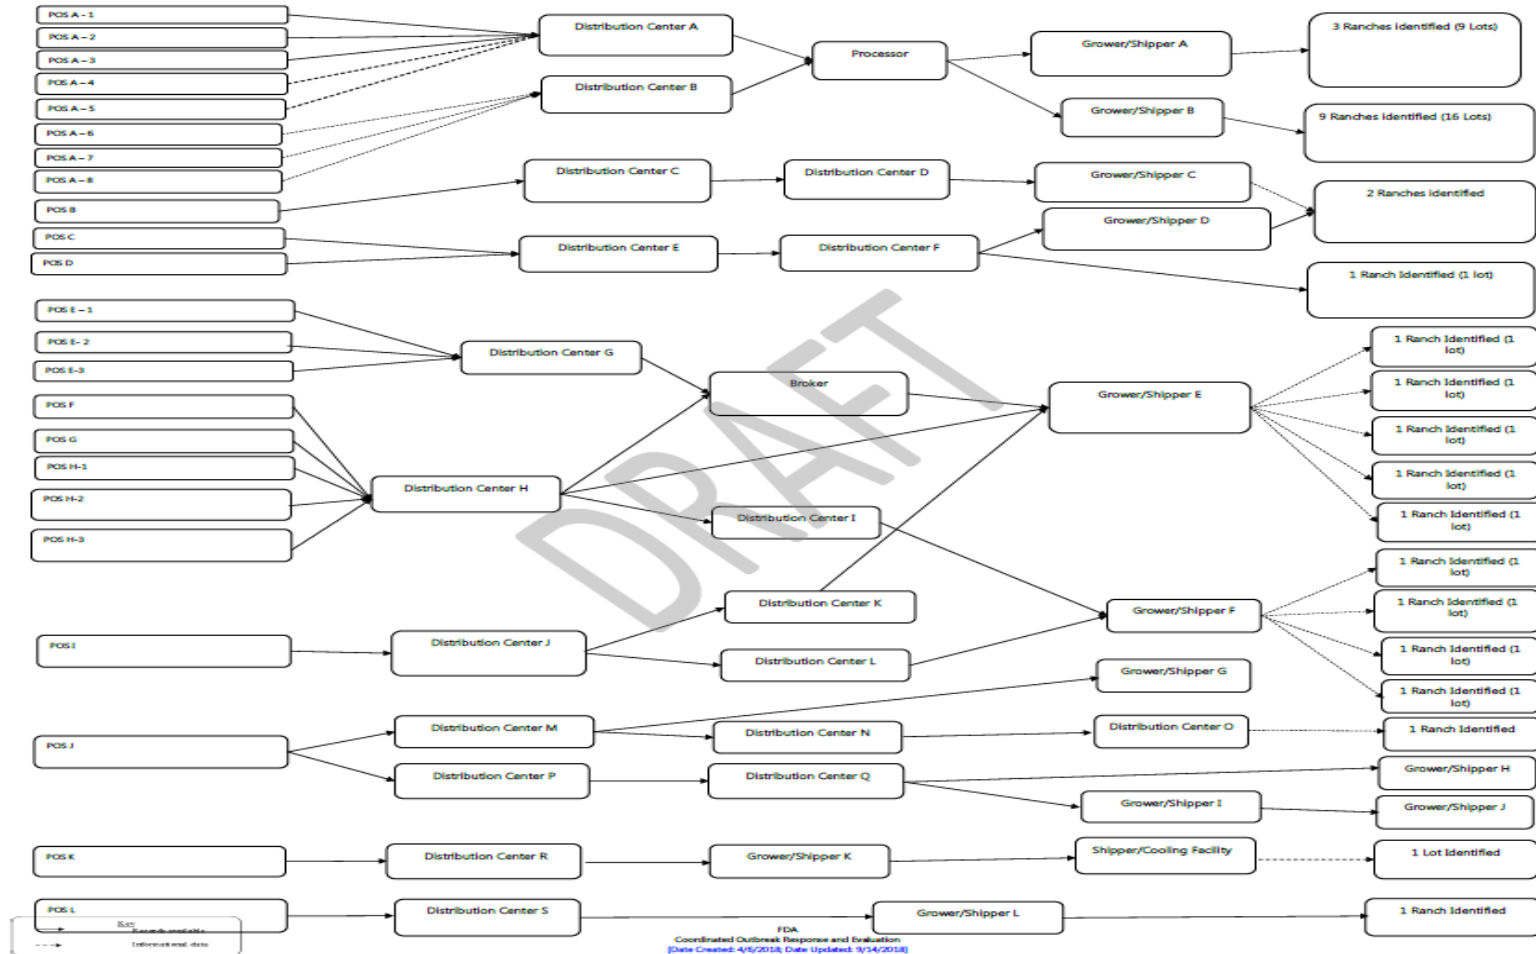 POS A - 1
POS A - 2
POS A - 3
POS A - 4
POS A - 5
POS A - 6
POS A - 7
POS A - 8
POS B
POS C
POS D
POS E - 1
POS E- 2
POS E-3
POS F
POS G
POS H-1
POS H-2
POS H-3
POS I
POS J
POS K
POS L
Distribution Center A
Distribution Center B
Processor
Grower/Shipper A
3 Ranches Identified (9 Lots)
Grower/Shipper B
9 Ranches Identified (16 Lots)
Distribution Center C
Distribution Center D
Grower/Shipper C
2 Ranches Identified
Grower/Shipper D
Distribution Center E
Distribution Center F
1 Ranch Identified (1 lot)
Distribution Center G
Broker
Grower/Shipper E
1 Ranch Identified (1
lot)
1 Ranch Identified (1
lot)
1 Ranch Identified (1
lot)
1 Ranch Identified (1
lot)
1 Ranch Identified (1
lot)
Distribution Center H
Distribution Center I
DRAFT
Distribution Center K
Grower/Shipper F
1 Ranch Identified (1
lot)
1 Ranch Identified (1
lot)
1 Ranch Identified (1
lot)
1 Ranch Identified (1
lot)
Distribution Center J
Distribution Center L
Grower/Shipper G
Distribution Center M
Distribution Center N
Distribution Center O
1 Ranch Identified
Distribution Center P
Distribution Center Q
Grower/Shipper H
Grower/Shipper I
Grower/Shipper J
Distribution Center R
Grower/Shipper K
Shipper/Cooling Facility
1 Lot Identified
Distribution Center S
Grower/Shipper L
1 Ranch Identified
Key
Records available
Informational data
FDA
Coordinated Outbreak Response and Evaluation
[Date Created: 4/6/2018; Date Updated: 9/14/2018]